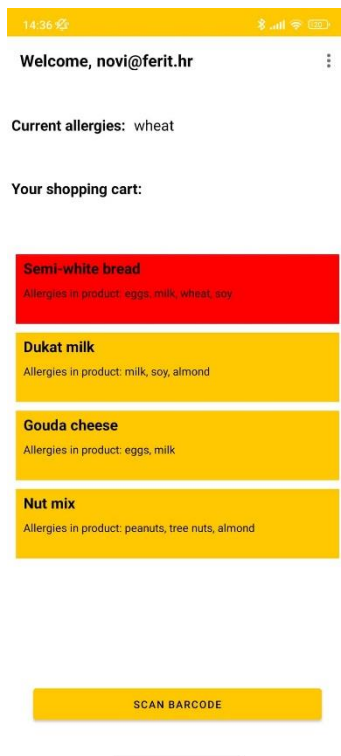 14:36
Welcome, novi@ferit.hr
Current allergies: wheat
Your shopping cart:
Semi-white bread
Allergies in product: eggs, milk, wheat, soy
Dukat milk
Allergies in product: milk, soy, almond
Gouda cheese
Allergies in product: eggs, milk
Nut mix
Allergies in product: peanuts, tree nuts, almond
SCAN BARCODE